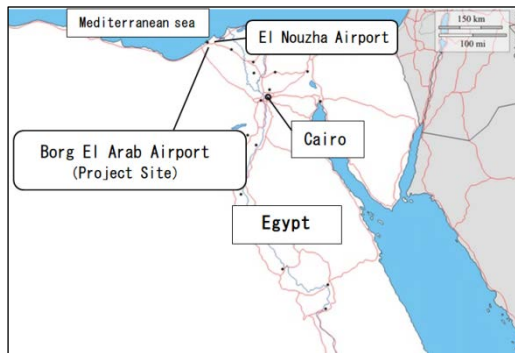 Mediterranean sea
El Nouzha Airport
150 km
100 mi
Borg El Arab Airport
(Project Site)
Cairo
Egypt